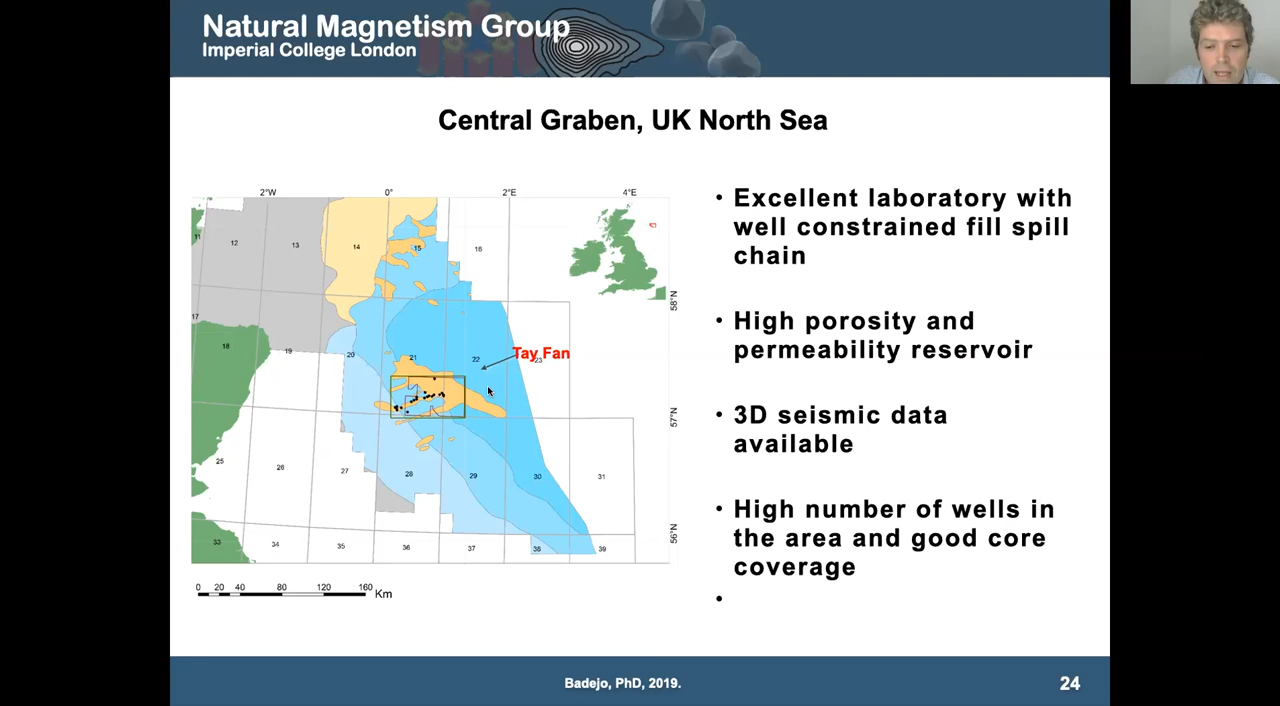 Natural Magnetism Group
Imperial College London
Central Graben, UK North Sea
2°W 0° 2°E 4°E
11 12 13 14 15 16
58°N
17
18 19 20 21 22 23
Tay Fan
57°N
25 26 27 28 29 30 31
56°N
33 34 35 36 37 38 39
0 20 40 80 120 160
Km
• Excellent laboratory with
well constrained fill spill
chain
• High porosity and
permeability reservoir
• 3D seismic data
available
• High number of wells in
the area and good core
coverage
•
Badejo, PhD, 2019.
24